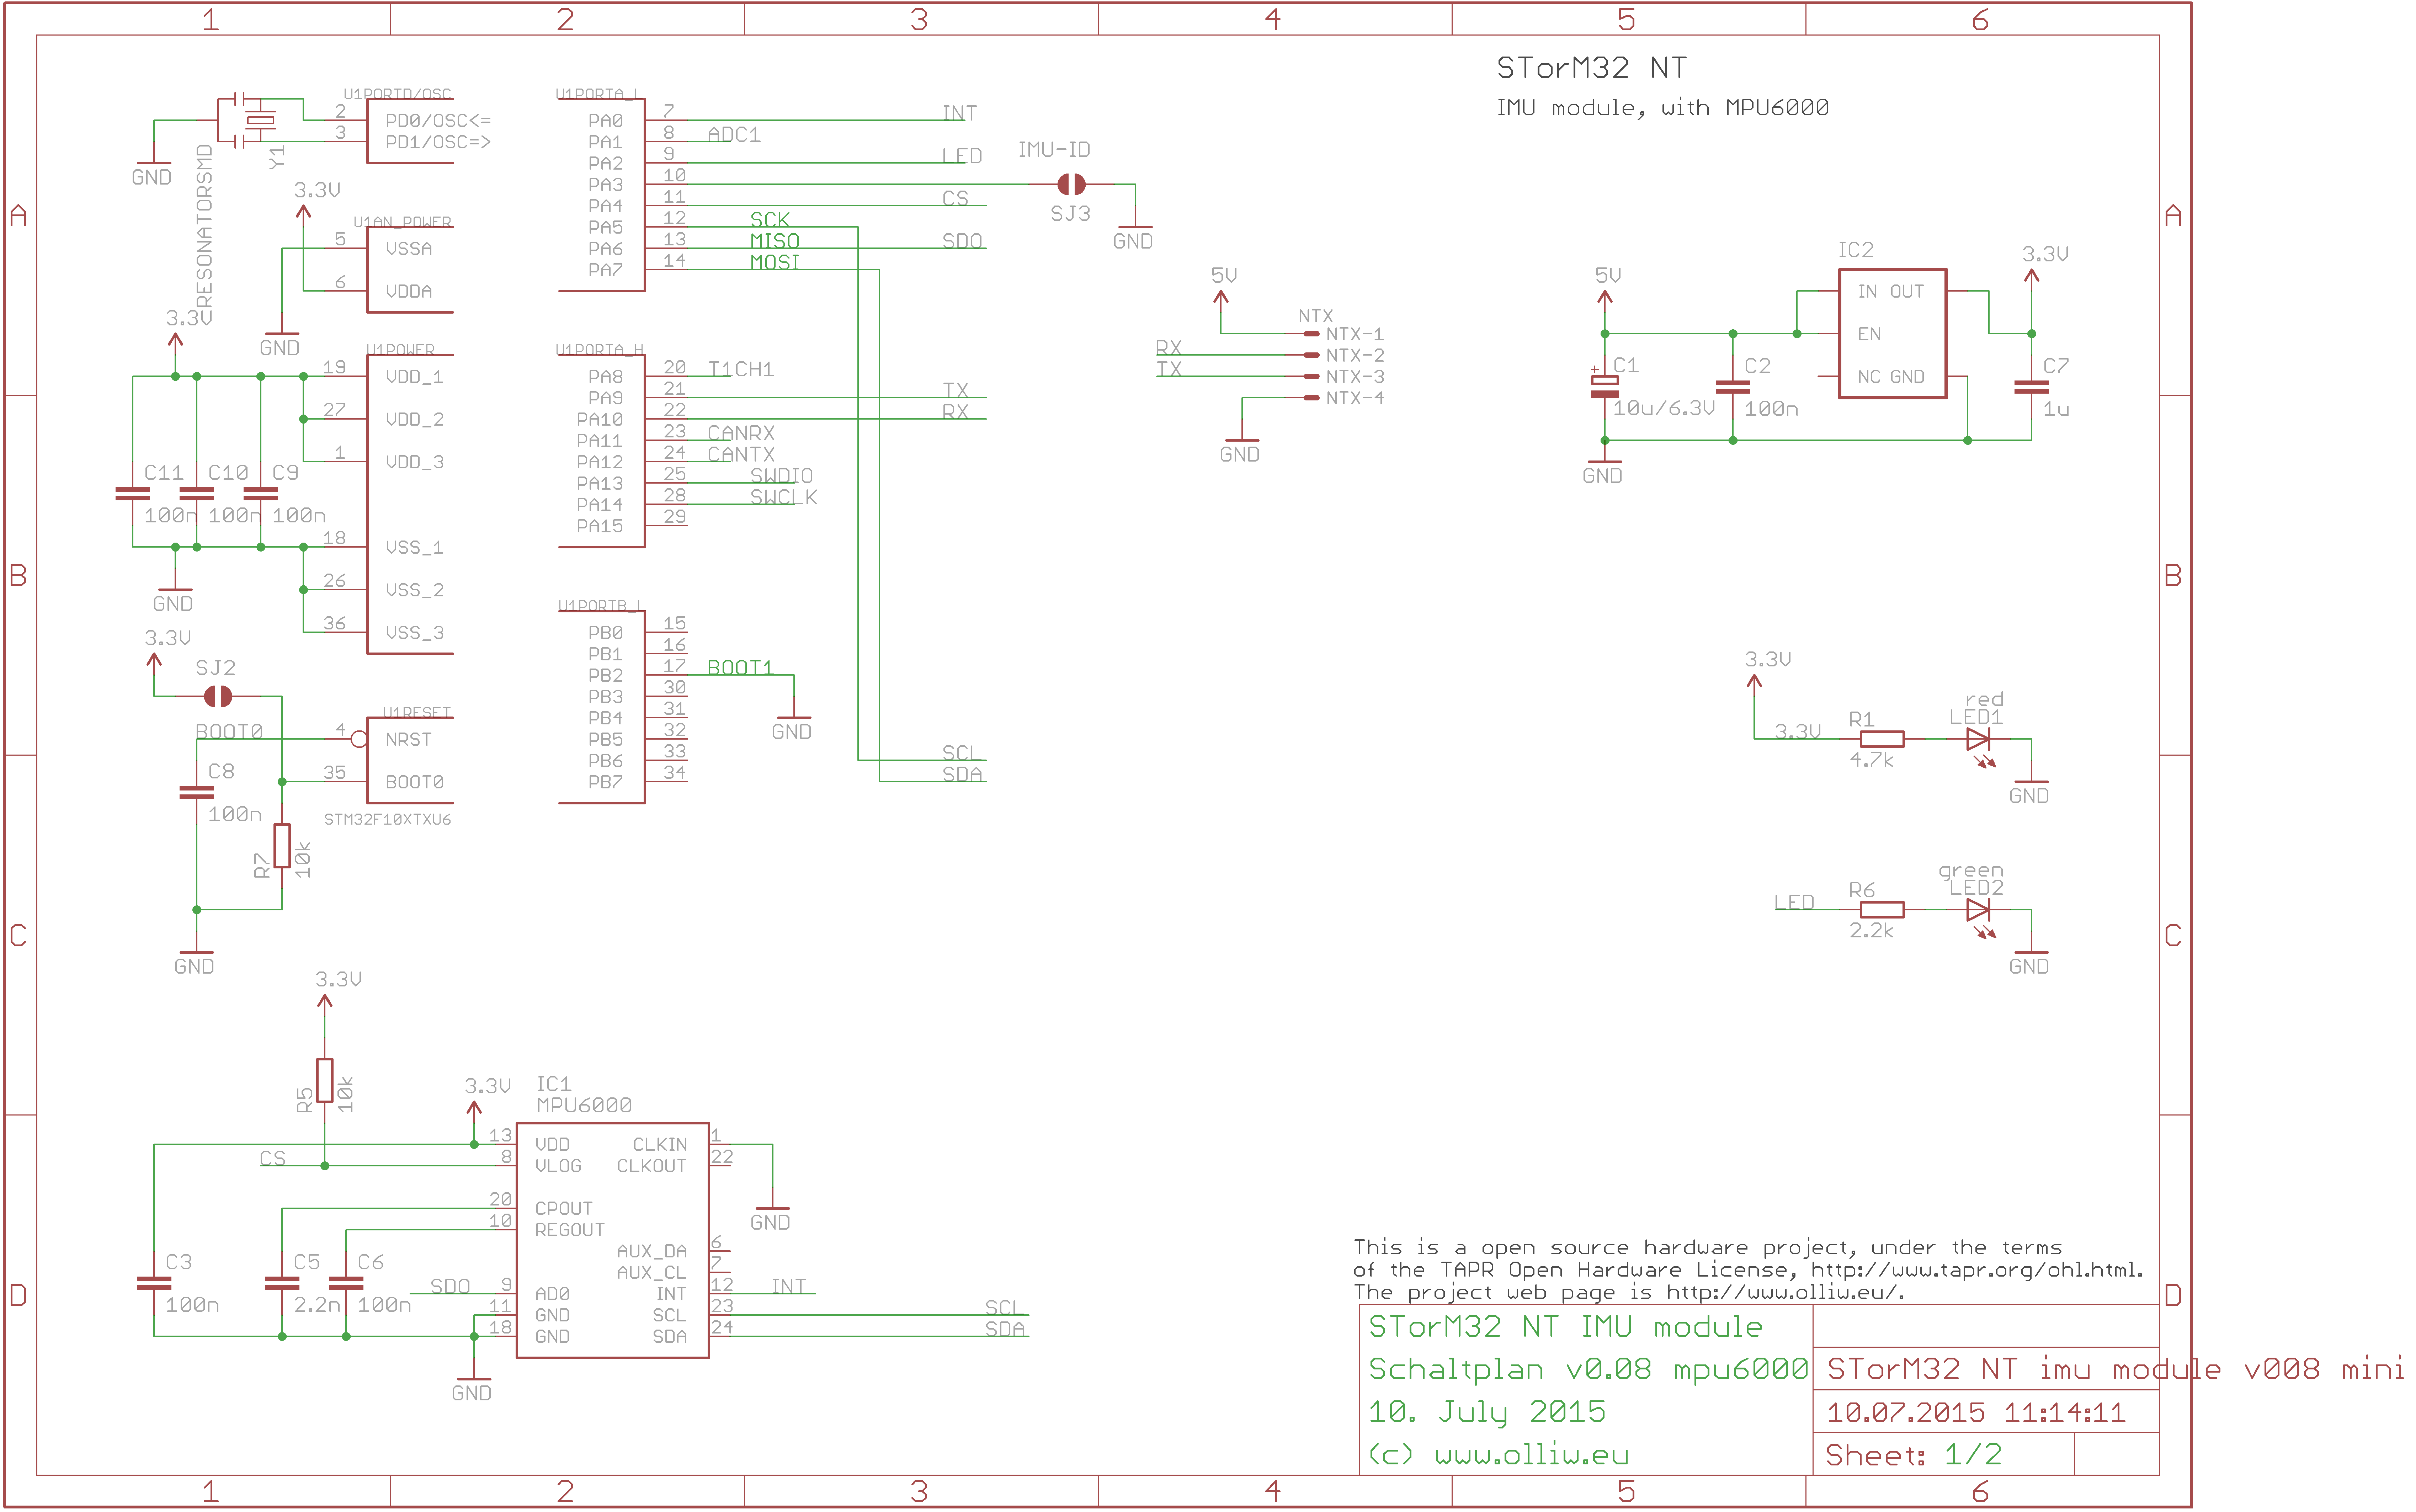 1 2 3 4 5 6
STorM32 NT
IMU module, with MPU6000
A
A
U1PORTD/OSC
2 PD0/OSC<=
3 PD1/OSC=>
Y1
RESONATORSMD
GND
3.3V
U1AN_POWER
5 VSSA
6 VDDA
GND
3.3V
U1POWER
19 VDD_1
27 VDD_2
1 VDD_3
C11 C10 C9
100n 100n 100n
18 VSS_1
26 VSS_2
36 VSS_3
GND
B
B
3.3V
SJ2
U1RESET
BOOT0
4 NRST
35 BOOT0
C8
100n
STM32F10XTXU6
R7
10k
GND
U1PORTA_L
PA0 7 INT
PA1 8 ADC1
PA2 9 LED
PA3 10
PA4 11 CS
PA5 12 SCK
PA6 13 MISO SDO
PA7 14 MOSI
IMU-ID
SJ3
GND
U1PORTA_H
PA8 20 T1CH1
PA9 21 TX
PA10 22 RX
PA11 23 CANRX
PA12 24 CANTX
PA13 25 SWDIO
PA14 28 SWCLK
PA15 29
U1PORTB_L
PB0 15
PB1 16
PB2 17 BOOT1
PB3 30
PB4 31
PB5 32
PB6 33 SCL
PB7 34 SDA
GND
5V
NTX
NTX-1
RX NTX-2
TX NTX-3
NTX-4
GND
5V
IC2
3.3V
IN OUT
EN
NC GND
C1
10u/6.3V
C2
100n
C7
1u
GND
3.3V
red
LED1
3.3V R1
4.7k
GND
green
LED2
LED R6
2.2k
GND
C
C
3.3V
R5
10k
3.3V
IC1
MPU6000
13 VDD CLKIN 1
CS 8 VLOG CLKOUT 22
20 CPOUT
10 REGOUT
GND
AUX_DA 6
AUX_CL 7
C3 C5 C6
100n 2.2n 100n
SDO 9 AD0 INT 12 INT
11 GND SCL 23 SCL
18 GND SDA 24 SDA
GND
D
D
This is a open source hardware project, under the terms
of the TAPR Open Hardware License, http://www.tapr.org/ohl.html.
The project web page is http://www.olliw.eu/.
STorM32 NT IMU module
Schaltplan v0.08 mpu6000
10. July 2015
(c) www.olliw.eu
STorM32 NT imu module v008 mini
10.07.2015 11:14:11
Sheet: 1/2
1 2 3 4 5 6